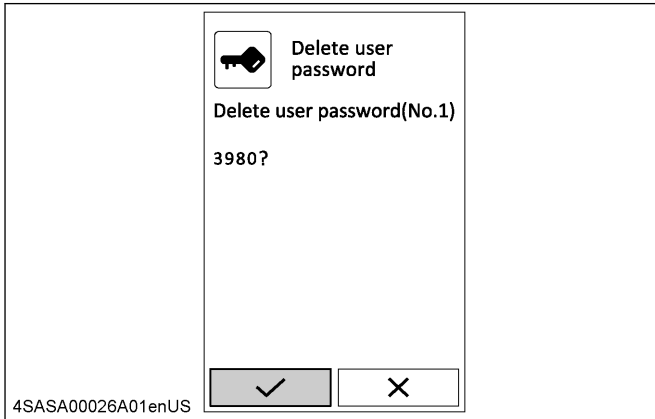 Delete user
password
Delete user password(No.1)
3980?
4SASA00026A01enUS